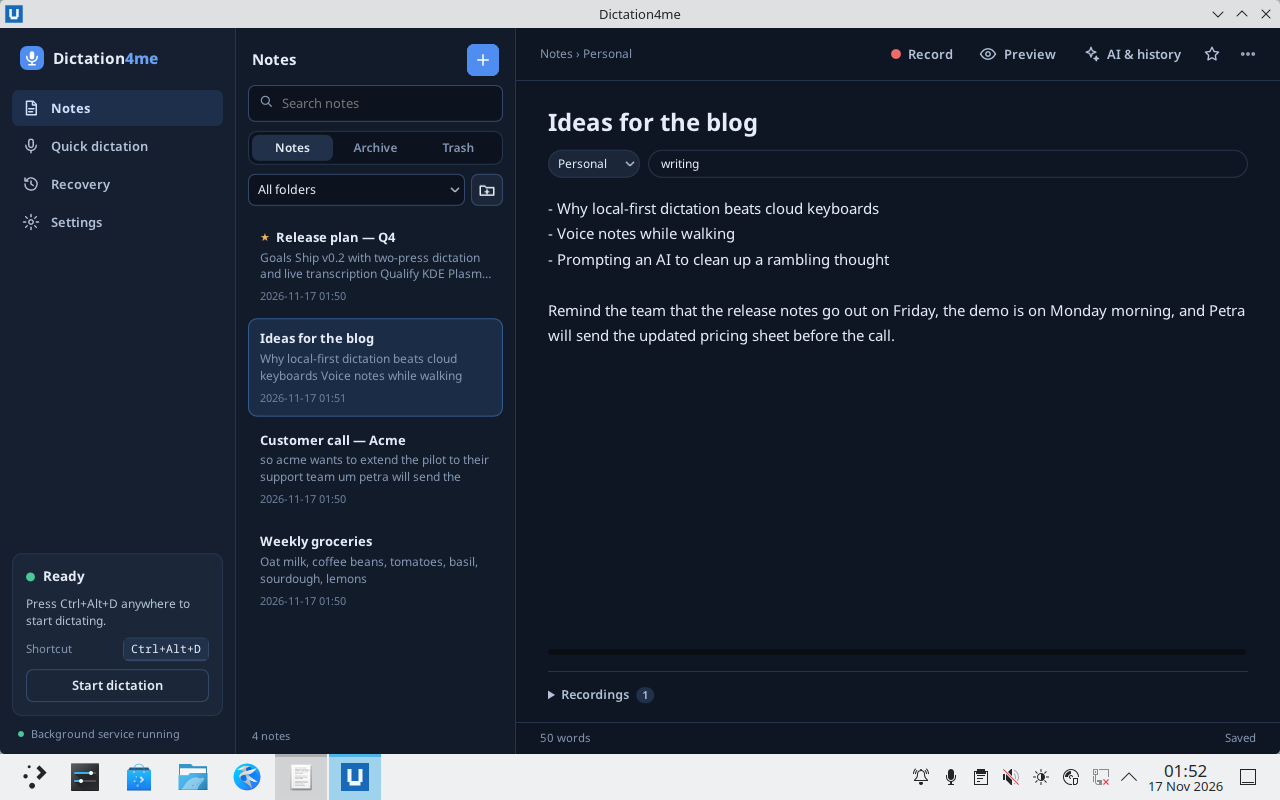 Dictation4me
Dictation4me
Notes
Quick dictation
Recovery
Settings
Ready
Press Ctrl+Alt+D anywhere to
start dictating.
Shortcut Ctrl+Alt+D
Start dictation
Background service running
Notes
Search notes
Notes Archive Trash
All folders
★ Release plan — Q4
Goals Ship v0.2 with two-press dictation
and live transcription Qualify KDE Plasm...
2026-11-17 01:50
Ideas for the blog
Why local-first dictation beats cloud
keyboards Voice notes while walking
2026-11-17 01:51
Customer call — Acme
so acme wants to extend the pilot to their
support team um petra will send the
2026-11-17 01:50
Weekly groceries
Oat milk, coffee beans, tomatoes, basil,
sourdough, lemons
2026-11-17 01:50
4 notes
Notes › Personal
Record Preview AI & history
Ideas for the blog
Personal writing
- Why local-first dictation beats cloud keyboards
- Voice notes while walking
- Prompting an AI to clean up a rambling thought
Remind the team that the release notes go out on Friday, the demo is on Monday morning, and Petra
will send the updated pricing sheet before the call.
Recordings 1
50 words Saved
01:52
17 Nov 2026